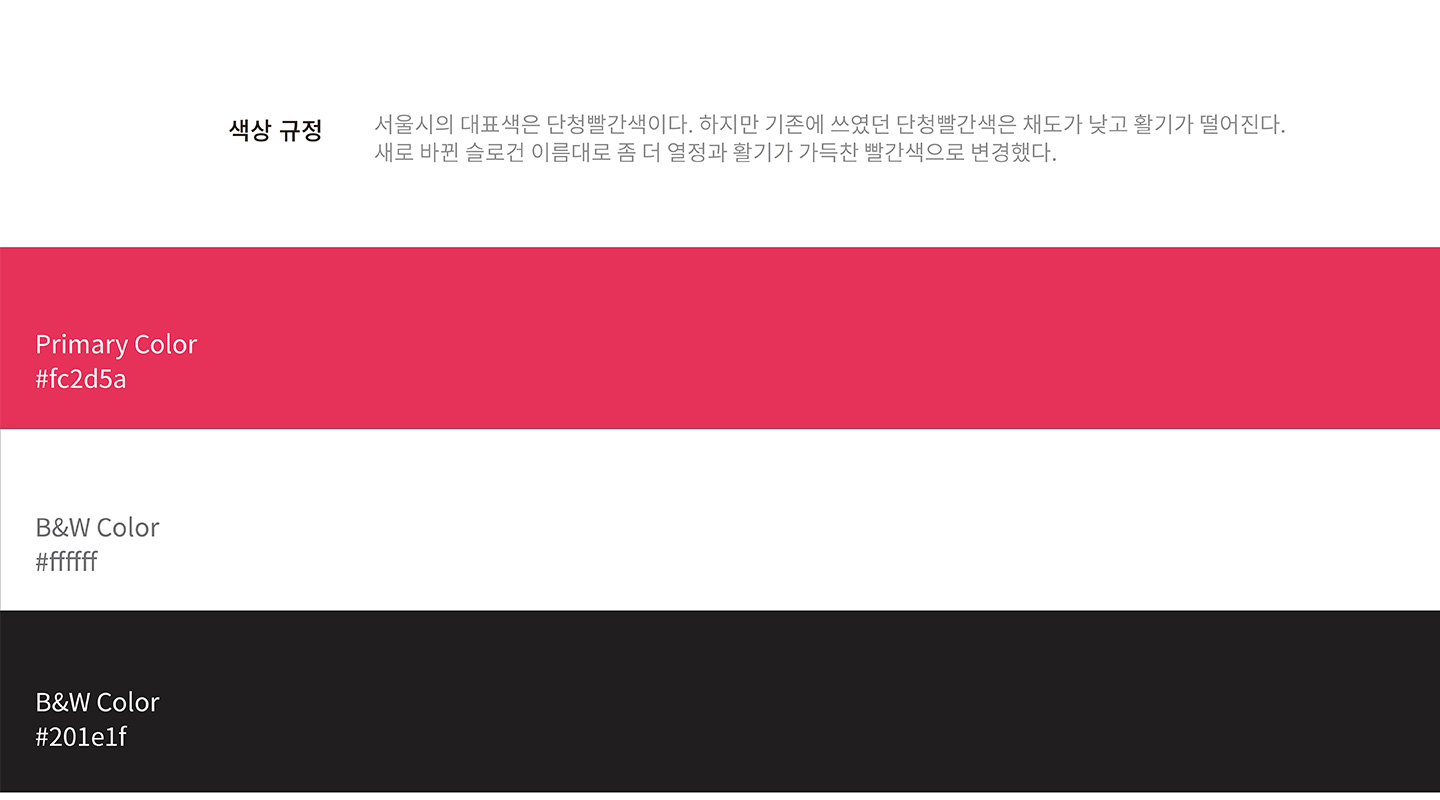 색상 규정
서울시의 대표색은 단청빨간색이다. 하지만 기존에 쓰였던 단청빨간색은 채도가 낮고 활기가 떨어진다.
새로 바뀐 슬로건 이름대로 좀 더 열정과 활기가 가득찬 빨간색으로 변경했다.
Primary Color
#fc2d5a
B&W Color
#ffffff
B&W Color
#201e1f